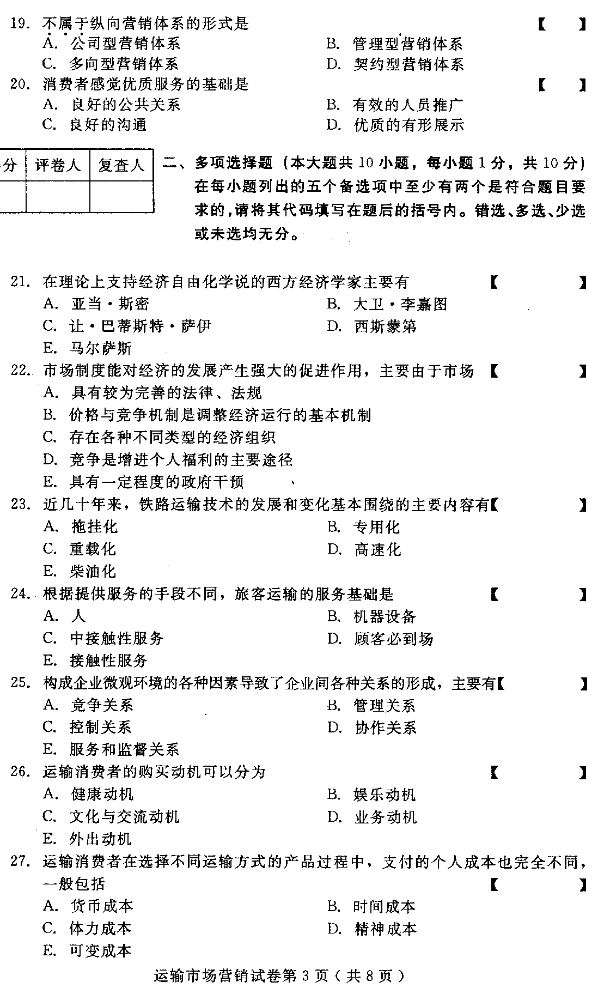 19. 不属于纵向营销体系的形式是 【 】
A. 公司型营销体系 B. 管理型营销体系
C. 多向型营销体系 D. 契约型营销体系
20. 消费者感觉优质服务的基础是 【 】
A. 良好的公共关系 B. 有效的人员推广
C. 良好的沟通 D. 优质的有形展示
分 评卷人 复查人
二、多项选择题（本大题共 10 小题，每小题 1 分，共 10 分）
在每小题列出的五个备选项中至少有两个是符合题目要
求的,请将其代码填写在题后的括号内。错选、多选、少选
或未选均无分。
21. 在理论上支持经济自由化学说的西方经济学家主要有 【 】
A. 亚当·斯密 B. 大卫·李嘉图
C. 让·巴蒂斯特·萨伊 D. 西斯蒙第
E. 马尔萨斯
22. 市场制度能对经济的发展产生强大的促进作用，主要由于市场 【 】
A. 具有较为完善的法律、法规
B. 价格与竞争机制是调整经济运行的基本机制
C. 存在各种不同类型的经济组织
D. 竞争是增进个人福利的主要途径
E. 具有一定程度的政府干预
23. 近几十年来，铁路运输技术的发展和变化基本围绕的主要内容有【 】
A. 拖挂化 B. 专用化
C. 重载化 D. 高速化
E. 柴油化
24. 根据提供服务的手段不同，旅客运输的服务基础是 【 】
A. 人 B. 机器设备
C. 中接触性服务 D. 顾客必到场
E. 接触性服务
25. 构成企业微观环境的各种因素导致了企业间各种关系的形成，主要有【 】
A. 竞争关系 B. 管理关系
C. 控制关系 D. 协作关系
E. 服务和监督关系
26. 运输消费者的购买动机可以分为 【 】
A. 健康动机 B. 娱乐动机
C. 文化与交流动机 D. 业务动机
E. 外出动机
27. 运输消费者在选择不同运输方式的产品过程中，支付的个人成本也完全不同，
一般包括 【 】
A. 货币成本 B. 时间成本
C. 体力成本 D. 精神成本
E. 可变成本
运输市场营销试卷第 3 页（共 8 页）